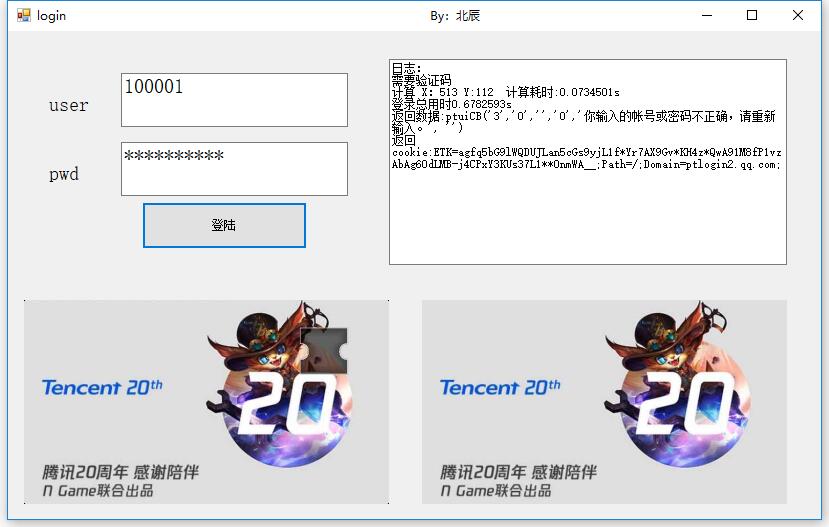 login
By: 北辰
user
100001
pwd
**********
登陆
日志:
需要验证码
计算 X: 513 Y:112 计算耗时:0.0734501s
登录总用时0.6782593s
返回数据:ptuiCB('3','0','','0','你输入的帐号或密码不正确，请重新
输入。', '')
返回
cookie:ETK=agfq5bG9lWQDUJLan5cGs9yjL1f*Yr7AX9Gv*KH4z*QwA91M8fP1vz
AbAg6OdLMB-j4CPxY3KUs37L1**OnmWA__;Path=/;Domain=ptlogin2.qq.com;
Tencent 20th
20
腾讯20周年 感谢陪伴
n Game联合出品
Tencent 20th
20
腾讯20周年 感谢陪伴
n Game联合出品